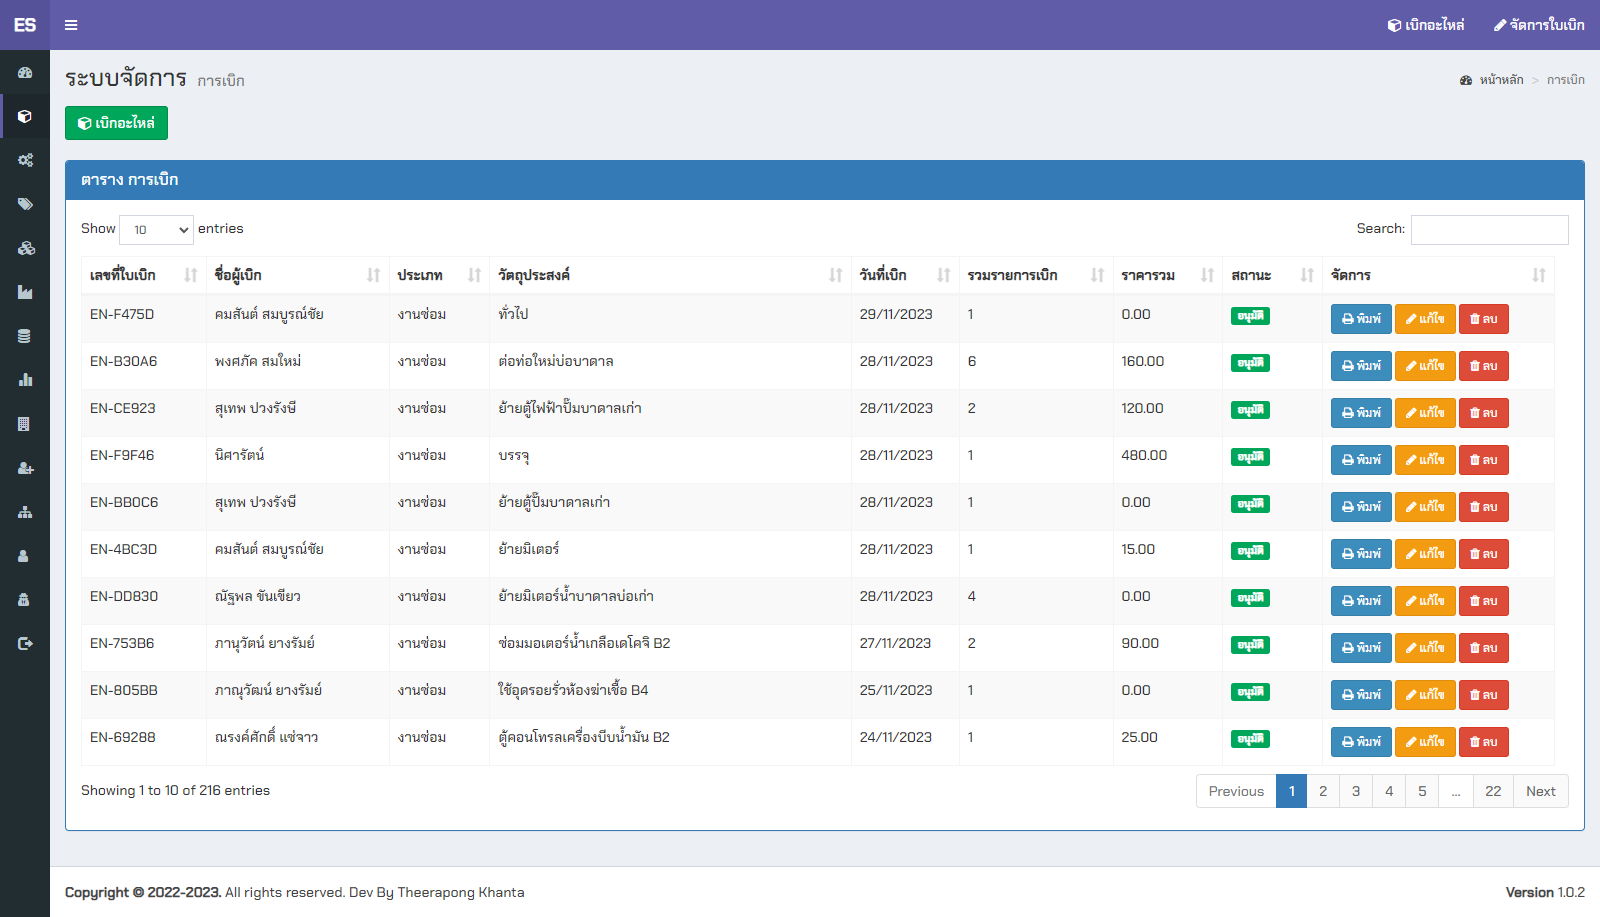 ES
เบิกอะไหล่ จัดการใบเบิก
ระบบจัดการ การเบิก
หน้าหลัก > การเบิก
เบิกอะไหล่
ตาราง การเบิก
Show 10 entries Search:
เลขที่ใบเบิก ชื่อผู้เบิก ประเภท วัตถุประสงค์ วันที่เบิก รวมรายการเบิก ราคารวม สถานะ จัดการ
EN-F475D คมสันต์ สมบูรณ์ชัย งานซ่อม ทั่วไป 29/11/2023 1 0.00 อนุมัติ พิมพ์ แก้ไข ลบ
EN-B30A6 พงศภัค สมใหม่ งานซ่อม ต่อท่อใหม่บ่อบาดาล 28/11/2023 6 160.00 อนุมัติ พิมพ์ แก้ไข ลบ
EN-CE923 สุเทพ ปวงรังษี งานซ่อม ย้ายตู้ไฟฟ้าปั๊มบาดาลเก่า 28/11/2023 2 120.00 อนุมัติ พิมพ์ แก้ไข ลบ
EN-F9F46 นิศารัตน์ งานซ่อม บรรจุ 28/11/2023 1 480.00 อนุมัติ พิมพ์ แก้ไข ลบ
EN-BB0C6 สุเทพ ปวงรังษี งานซ่อม ย้ายตู้ปั๊มบาดาลเก่า 28/11/2023 1 0.00 อนุมัติ พิมพ์ แก้ไข ลบ
EN-4BC3D คมสันต์ สมบูรณ์ชัย งานซ่อม ย้ายมิเตอร์ 28/11/2023 1 15.00 อนุมัติ พิมพ์ แก้ไข ลบ
EN-DD830 ณัฐพล ขันเขียว งานซ่อม ย้ายมิเตอร์น้ำบาดาลบ่อเก่า 28/11/2023 4 0.00 อนุมัติ พิมพ์ แก้ไข ลบ
EN-753B6 ภานุวัตน์ ยางรัมย์ งานซ่อม ซ่อมมอเตอร์น้ำเกลือเดโคจิ B2 27/11/2023 2 90.00 อนุมัติ พิมพ์ แก้ไข ลบ
EN-805BB ภาณุวัฒน์ ยางรัมย์ งานซ่อม ใช้อุดรอยรั่วห้องฆ่าเชื้อ B4 25/11/2023 1 0.00 อนุมัติ พิมพ์ แก้ไข ลบ
EN-69288 ณรงค์ศักดิ์ แซ่จาว งานซ่อม ตู้คอนโทรลเครื่องบีบน้ำมัน B2 24/11/2023 1 25.00 อนุมัติ พิมพ์ แก้ไข ลบ
Showing 1 to 10 of 216 entries Previous 1 2 3 4 5 ... 22 Next
Copyright © 2022-2023. All rights reserved. Dev By Theerapong Khanta Version 1.0.2